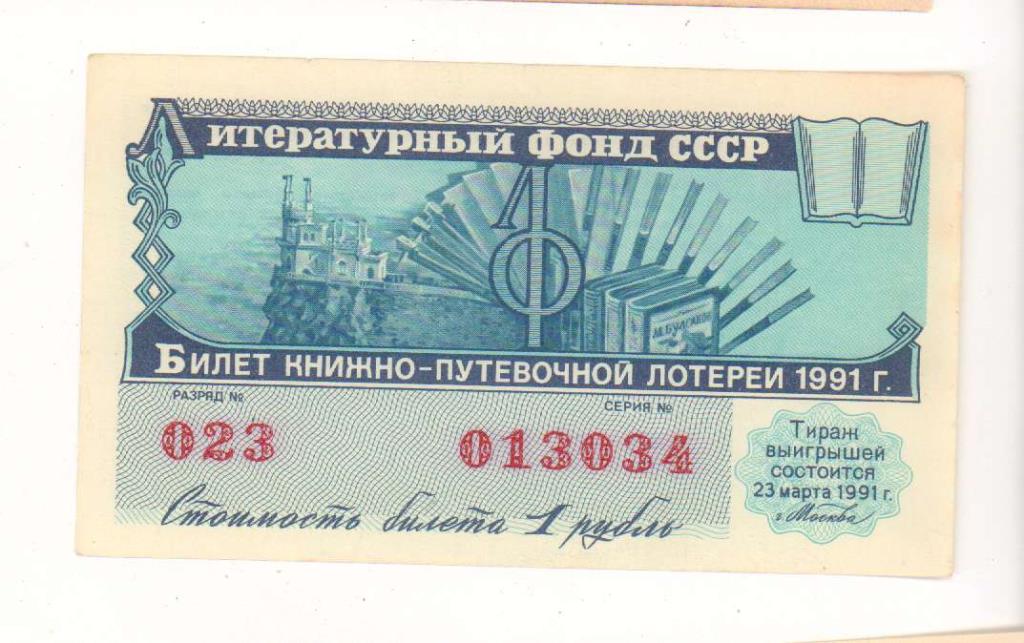 Литературный фонд СССР
ЛФ
М. БУЛГАКОВ
БИЛЕТ КНИЖНО-ПУТЕВОЧНОЙ ЛОТЕРЕИ 1991 Г.
РАЗРЯД №
СЕРИЯ №
023
013034
Тираж
выигрышей
состоится
23 марта 1991 г.
г. Москва
Стоимость билета 1 рубль